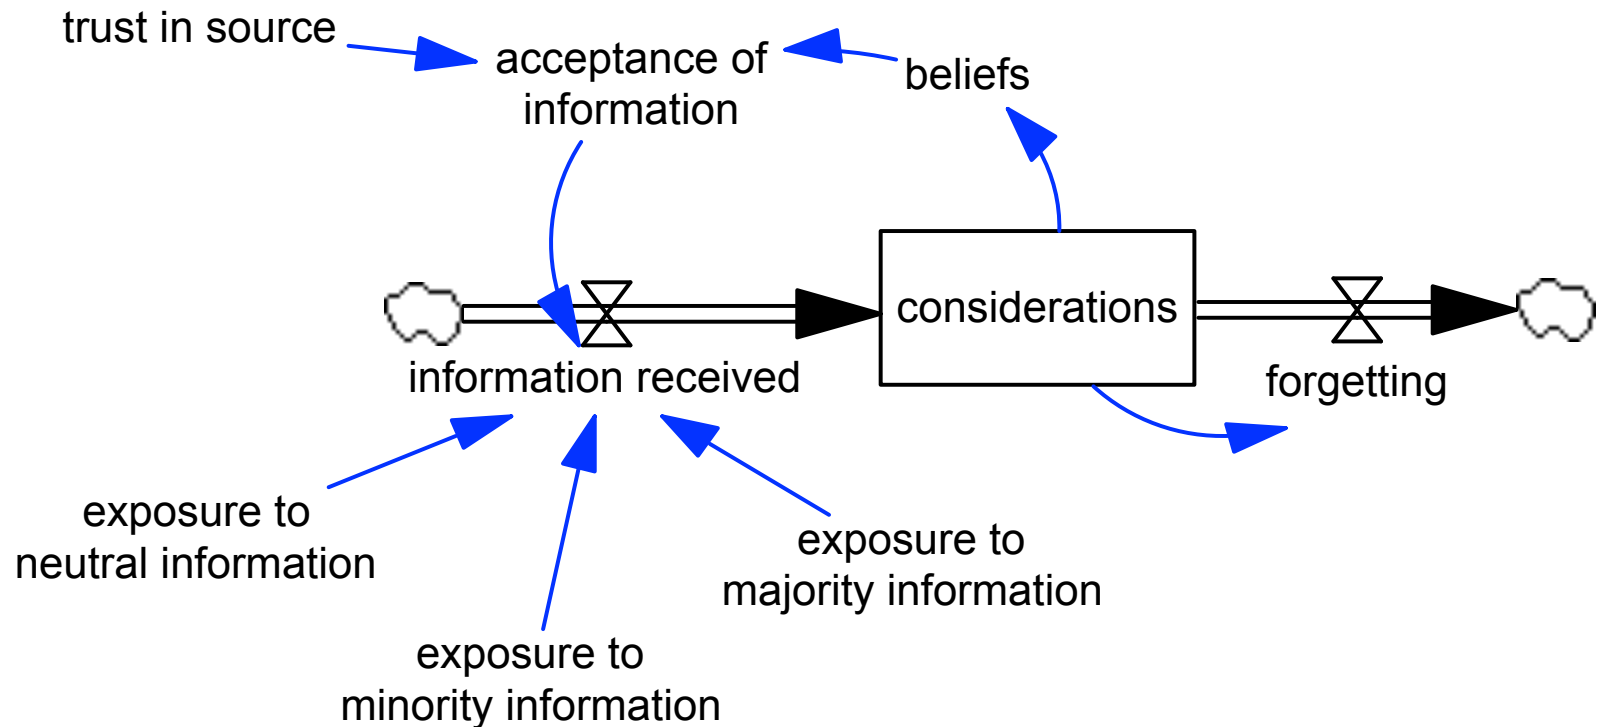 trust in source
acceptance of
information
beliefs
considerations
information received
forgetting
exposure to
neutral information
exposure to
majority information
exposure to
minority information